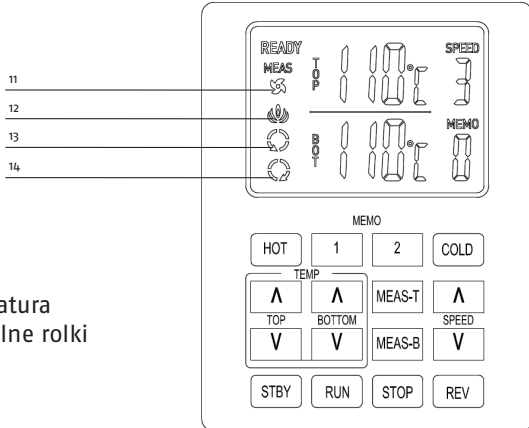 READY
SPEED
MEAS
TOP
110°C
3
11
12
MEMO
13
BOT
110°C
0
14
MEMO
HOT 1 2 COLD
TEMP
MEAS-T
TOP BOTTOM SPEED
MEAS-B
STBY RUN STOP REV
atura
lne rolki